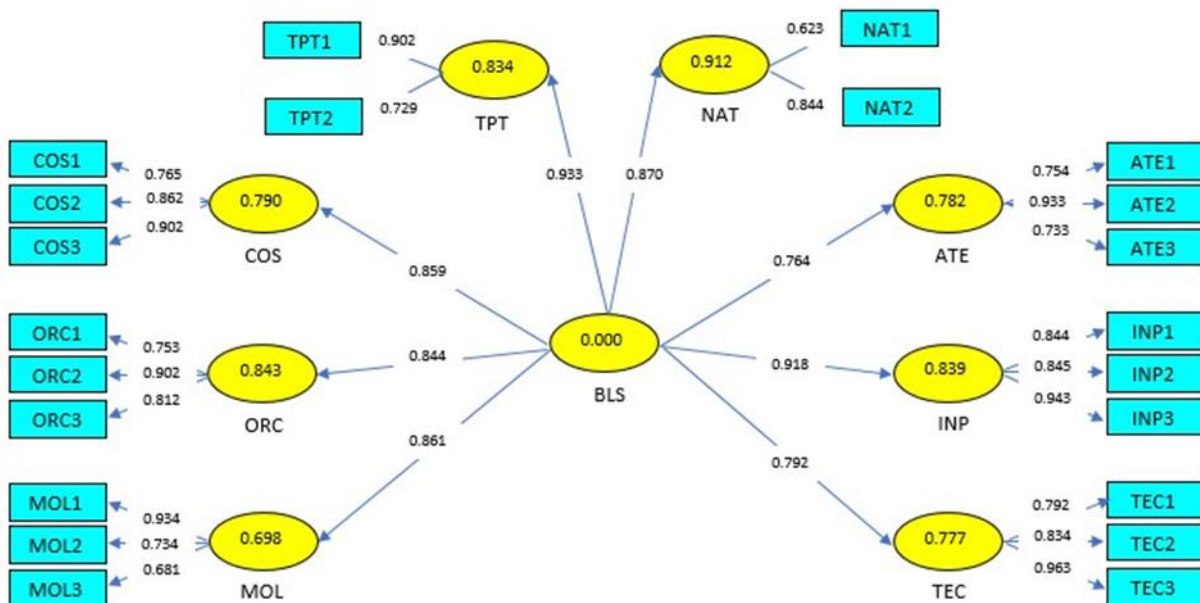 TPT1
0.902
0.834
TPT
TPT2
0.729
0.912
NAT
0.623
NAT1
0.844
NAT2
0.933
0.870
COS1
0.765
COS2
0.862
COS3
0.902
0.790
COS
0.859
0.782
ATE
0.754
ATE1
0.933
ATE2
0.733
ATE3
0.764
ORC1
0.753
ORC2
0.902
ORC3
0.812
0.843
ORC
0.844
0.000
BLS
0.918
0.839
INP
0.844
INP1
0.845
INP2
0.943
INP3
0.861
0.792
MOL1
0.934
MOL2
0.734
MOL3
0.681
0.698
MOL
0.777
TEC
0.792
TEC1
0.834
TEC2
0.963
TEC3